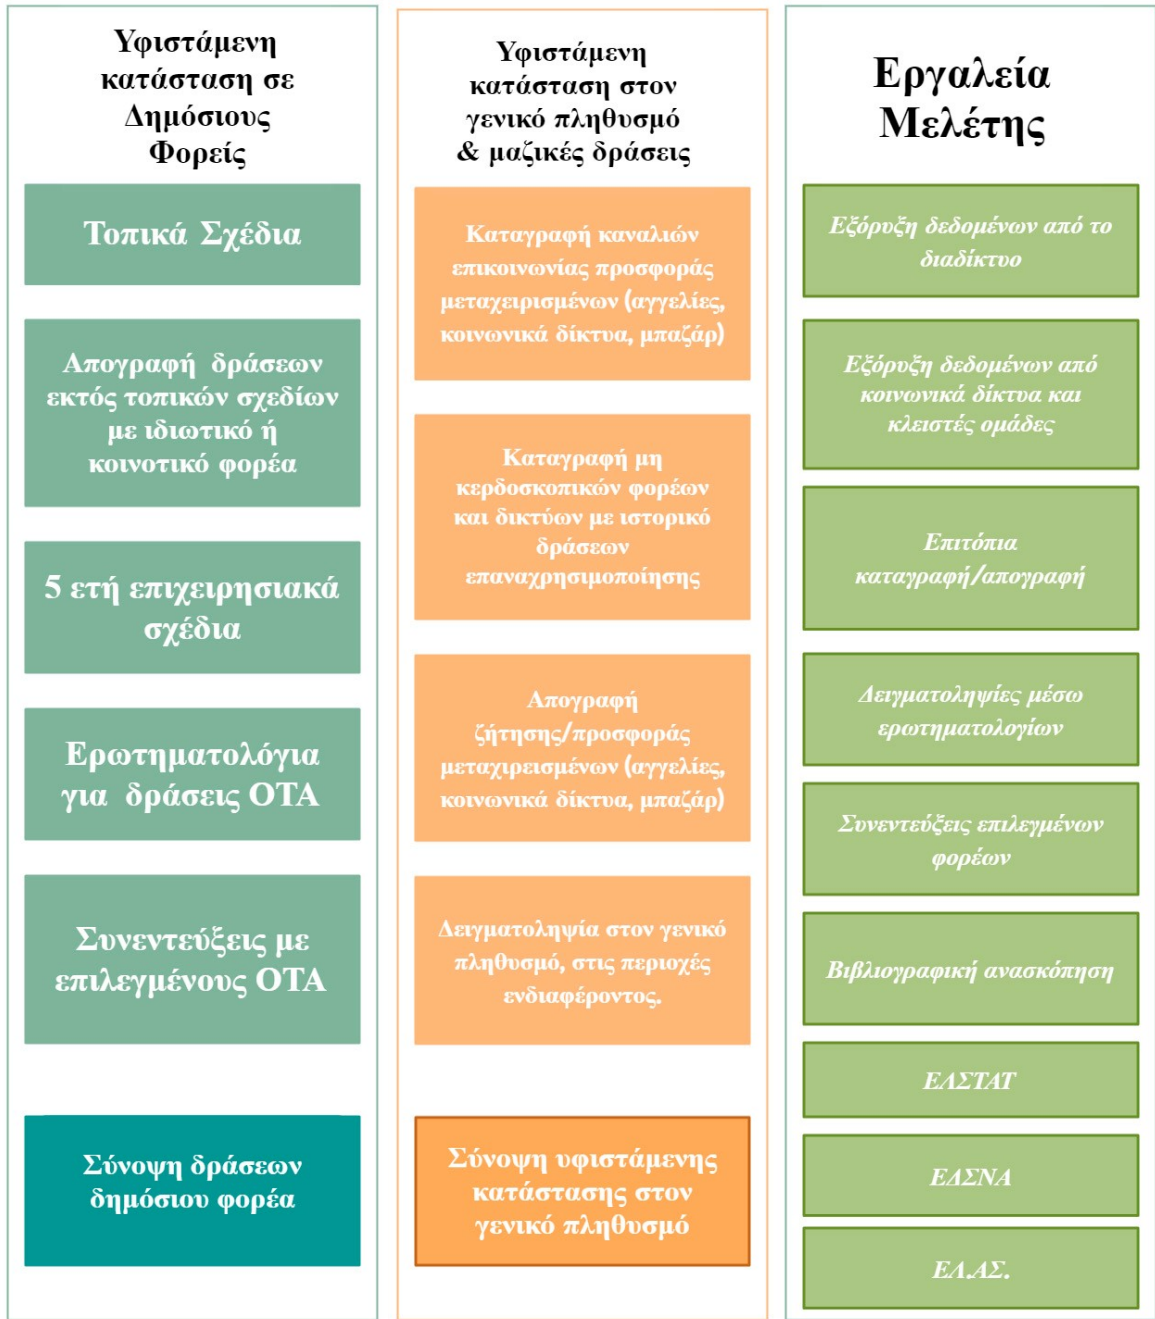 Υφιστάμενη
κατάσταση σε
Δημόσιους
Φορείς
Τοπικά Σχέδια
Απογραφή δράσεων
εκτός τοπικών σχεδίων
με ιδιωτικό ή
κοινοτικό φορέα
5 ετή επιχειρησιακά
σχέδια
Ερωτηματολόγια
για δράσεις ΟΤΑ
Συνεντεύξεις με
επιλεγμένους ΟΤΑ
Σύνοψη δράσεων
δημόσιου φορέα
Υφιστάμενη
κατάσταση στον
γενικό πληθυσμό
& μαζικές δράσεις
Καταγραφή καναλιών
επικοινωνίας προσφοράς
μεταχειρισμένων (αγγελίες,
κοινωνικά δίκτυα, μπαζάρ)
Καταγραφή μη
κερδοσκοπικών φορέων
και δικτύων με ιστορικό
δράσεων
επαναχρησιμοποίησης
Απογραφή
ζήτησης/προσφοράς
μεταχιρεισμένων (αγγελίες,
κοινωνικά δίκτυα, μπαζάρ)
Δειγματοληψία στον γενικό
πληθυσμό, στις περιοχές
ενδιαφέροντος.
Σύνοψη υφιστάμενης
κατάστασης στον
γενικό πληθυσμό
Εργαλεία
Μελέτης
Εξόρυξη δεδομένων από το
διαδίκτυο
Εξόρυξη δεδομένων από
κοινωνικά δίκτυα και
κλειστές ομάδες
Επιτόπια
καταγραφή/απογραφή
Δειγματοληψίες μέσω
ερωτηματολογίων
Συνεντεύξεις επιλεγμένων
φορέων
Βιβλιογραφική ανασκόπηση
ΕΛΣΤΑΤ
ΕΔΣΝΑ
ΕΛ.ΑΣ.